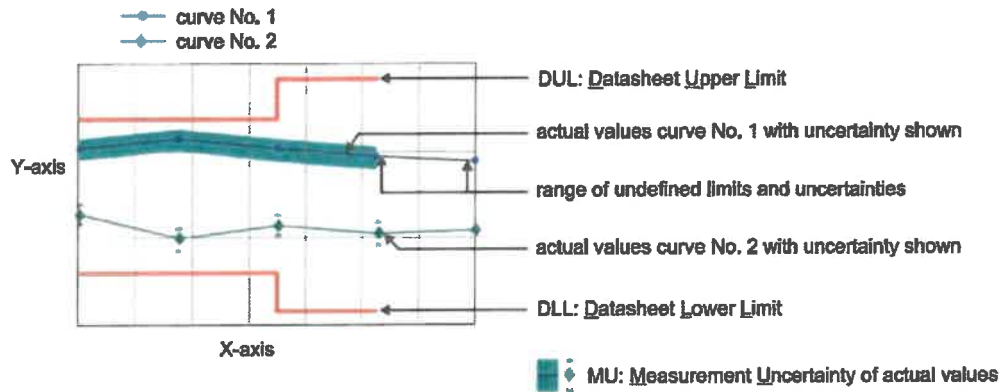 curve No. 1
curve No. 2
DUL: Datasheet Upper Limit
actual values curve No. 1 with uncertainty shown
Y-axis
range of undefined limits and uncertainties
actual values curve No. 2 with uncertainty shown
DLL: Datasheet Lower Limit
X-axis
MU: Measurement Uncertainty of actual values